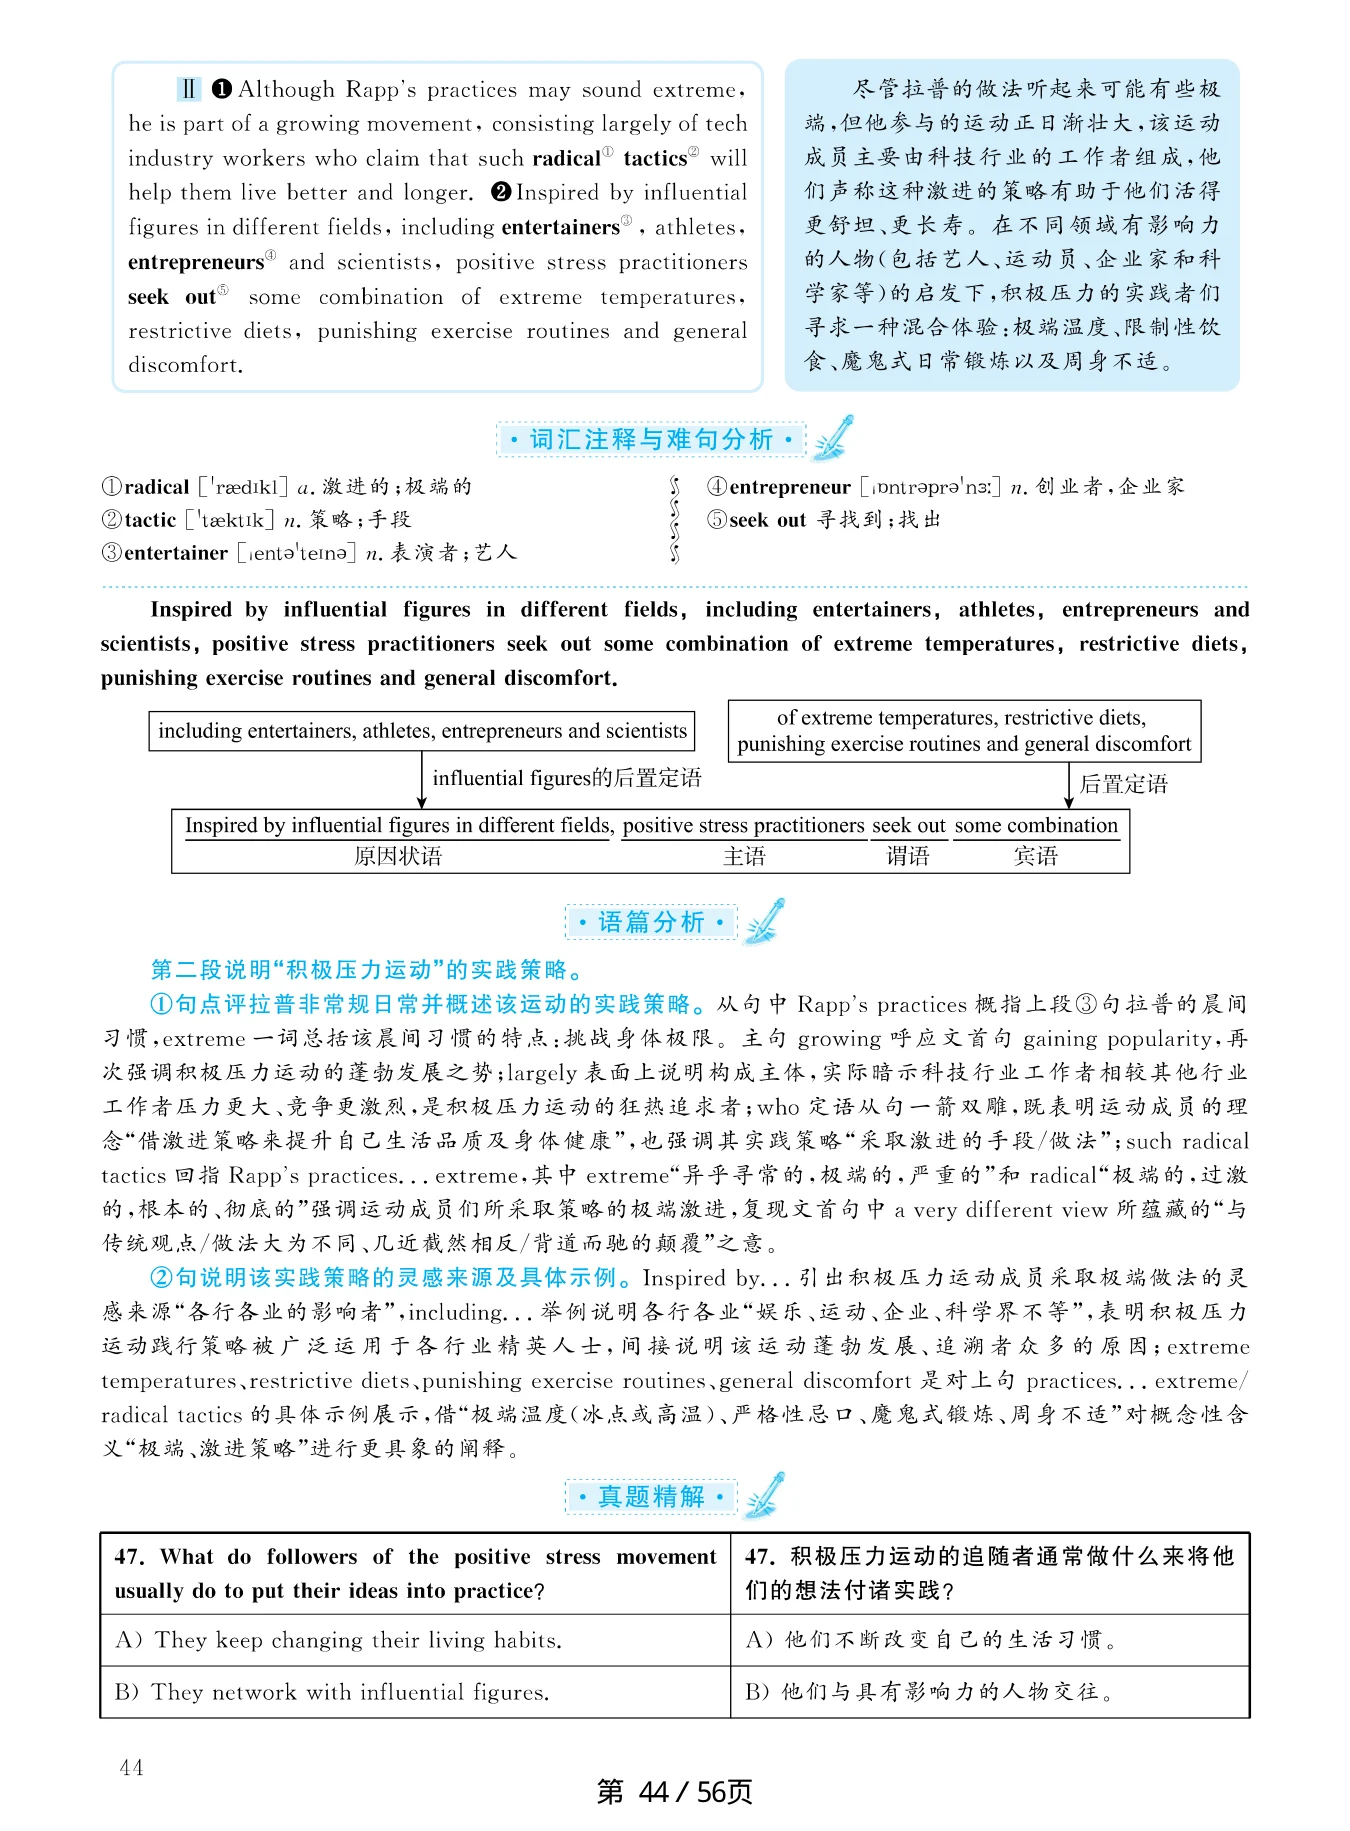 Ⅱ ❶Although Rapp's practices may sound extreme,
he is part of a growing movement, consisting largely of tech
industry workers who claim that such radical① tactics② will
help them live better and longer. ❷Inspired by influential
figures in different fields, including entertainers③, athletes,
entrepreneurs④ and scientists, positive stress practitioners
seek out⑤ some combination of extreme temperatures,
restrictive diets, punishing exercise routines and general
discomfort.
尽管拉普的做法听起来可能有些极
端,但他参与的运动正日渐壮大,该运动
成员主要由科技行业的工作者组成,他
们声称这种激进的策略有助于他们活得
更舒坦、更长寿。在不同领域有影响力
的人物(包括艺人、运动员、企业家和科
学家等)的启发下,积极压力的实践者们
寻求一种混合体验:极端温度、限制性饮
食、魔鬼式日常锻炼以及周身不适。
·词汇注释与难句分析·
①radical [ˈrædɪkl] a. 激进的;极端的
②tactic [ˈtæktɪk] n. 策略;手段
③entertainer [ˌentəˈteɪnə] n. 表演者;艺人
④entrepreneur [ˌɒntrəprəˈnɜː] n. 创业者,企业家
⑤seek out 寻找到;找出
Inspired by influential figures in different fields, including entertainers, athletes, entrepreneurs and
scientists, positive stress practitioners seek out some combination of extreme temperatures, restrictive diets,
punishing exercise routines and general discomfort.
including entertainers, athletes, entrepreneurs and scientists
of extreme temperatures, restrictive diets,
punishing exercise routines and general discomfort
influential figures的后置定语
后置定语
Inspired by influential figures in different fields, positive stress practitioners seek out some combination
原因状语 主语 谓语 宾语
·语篇分析·
第二段说明“积极压力运动”的实践策略。
①句点评拉普非常规日常并概述该运动的实践策略。从句中 Rapp's practices 概指上段③句拉普的晨间
习惯,extreme 一词总括该晨间习惯的特点:挑战身体极限。主句 growing 呼应文首句 gaining popularity,再
次强调积极压力运动的蓬勃发展之势;largely 表面上说明构成主体,实际暗示科技行业工作者相较其他行业
工作者压力更大、竞争更激烈,是积极压力运动的狂热追求者;who 定语从句一箭双雕,既表明运动成员的理
念“借激进策略来提升自己生活品质及身体健康”,也强调其实践策略“采取激进的手段/做法”;such radical
tactics 回指 Rapp's practices...extreme,其中 extreme“异乎寻常的,极端的,严重的”和 radical“极端的,过激
的,根本的、彻底的”强调运动成员们所采取策略的极端激进,复现文首句中 a very different view 所蕴藏的“与
传统观点/做法大为不同、几近截然相反/背道而驰的颠覆”之意。
②句说明该实践策略的灵感来源及具体示例。Inspired by...引出积极压力运动成员采取极端做法的灵
感来源“各行各业的影响者”,including...举例说明各行各业“娱乐、运动、企业、科学界不等”,表明积极压力
运动践行策略被广泛运用于各行业精英人士,间接说明该运动蓬勃发展、追溯者众多的原因;extreme
temperatures、restrictive diets、punishing exercise routines、general discomfort 是对上句 practices...extreme/
radical tactics 的具体示例展示,借“极端温度(冰点或高温)、严格性忌口、魔鬼式锻炼、周身不适”对概念性含
义“极端、激进策略”进行更具象的阐释。
·真题精解·
47. What do followers of the positive stress movement
usually do to put their ideas into practice?
47. 积极压力运动的追随者通常做什么来将他
们的想法付诸实践?
A) They keep changing their living habits.
A) 他们不断改变自己的生活习惯。
B) They network with influential figures.
B) 他们与具有影响力的人物交往。
44
第 44 / 56页